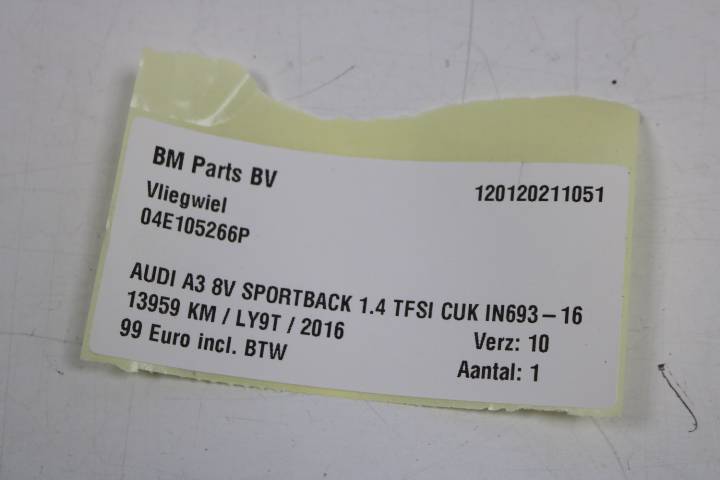 BM Parts BV
120120211051
Vliegwiel
04E105266P
AUDI A3 8V SPORTBACK 1.4 TFSI CUK IN693-16
13959 KM / LY9T / 2016
Verz: 10
99 Euro incl. BTW
Aantal: 1